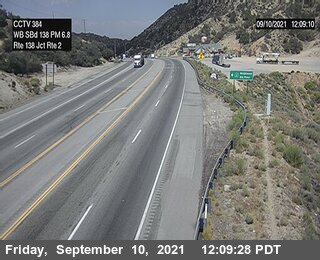 CCTV 384
WB SBd 138 PM 6.8
Rte 138 Jct Rte 2
09/10/2021 12:09:10
Friday, September 10, 2021 12:09:28 PDT